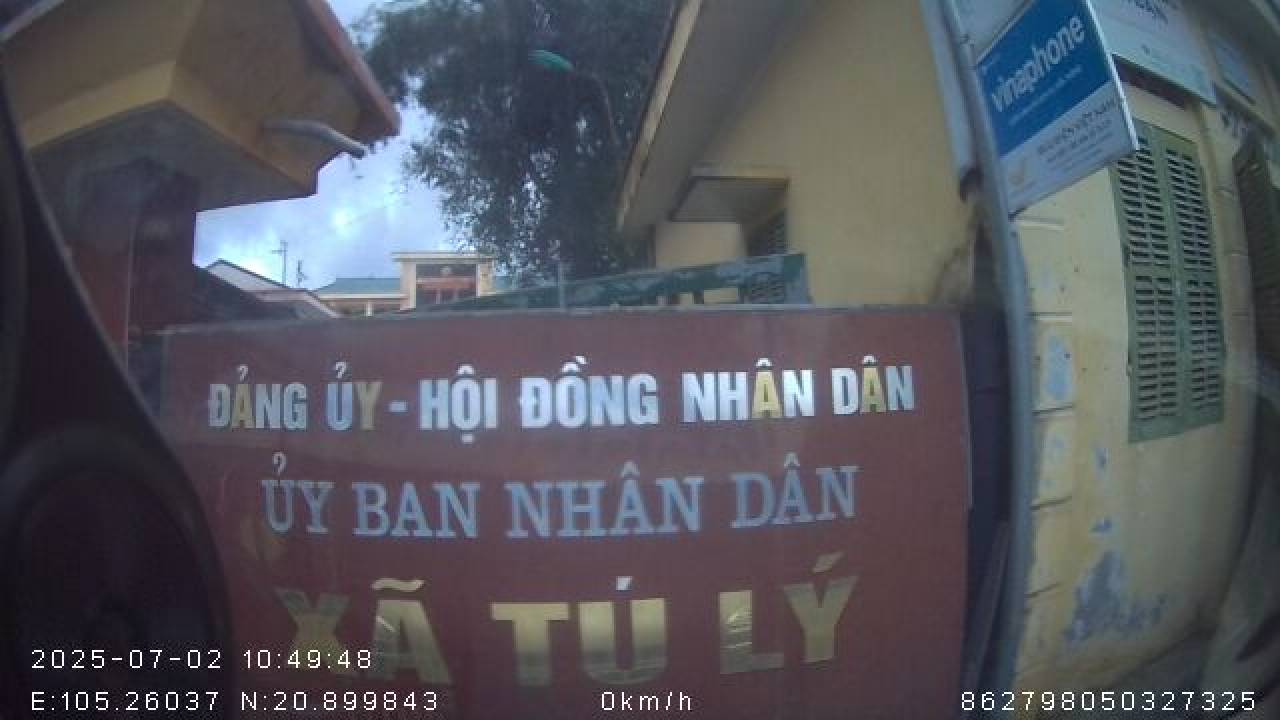 vinaphone
ĐẢNG ỦY - HỘI ĐỒNG NHÂN DÂN
ỦY BAN NHÂN DÂN
XÃ TÚ LÝ
2025-07-02 10:49:48
E:105.26037 N:20.899843 0km/h 862798050327325